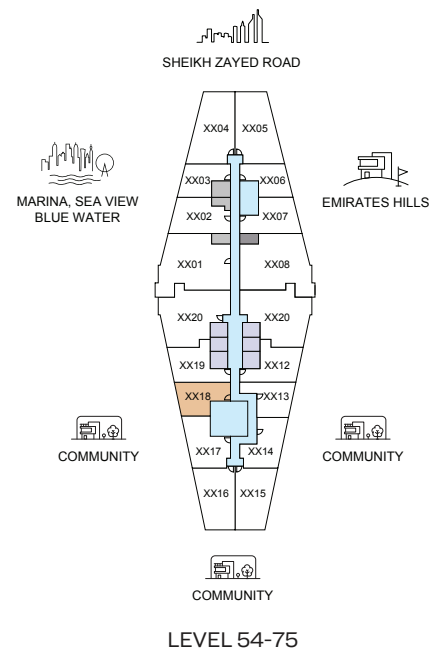 SHEIKH ZAYED ROAD
XX04 XX05
XX03 XX06
MARINA, SEA VIEW
BLUE WATER
EMIRATES HILLS
XX02 XX07
XX01 XX08
XX20 XX20
XX19 XX12
XX18 XX13
COMMUNITY
XX17 XX14
COMMUNITY
XX16 XX15
COMMUNITY
LEVEL 54-75